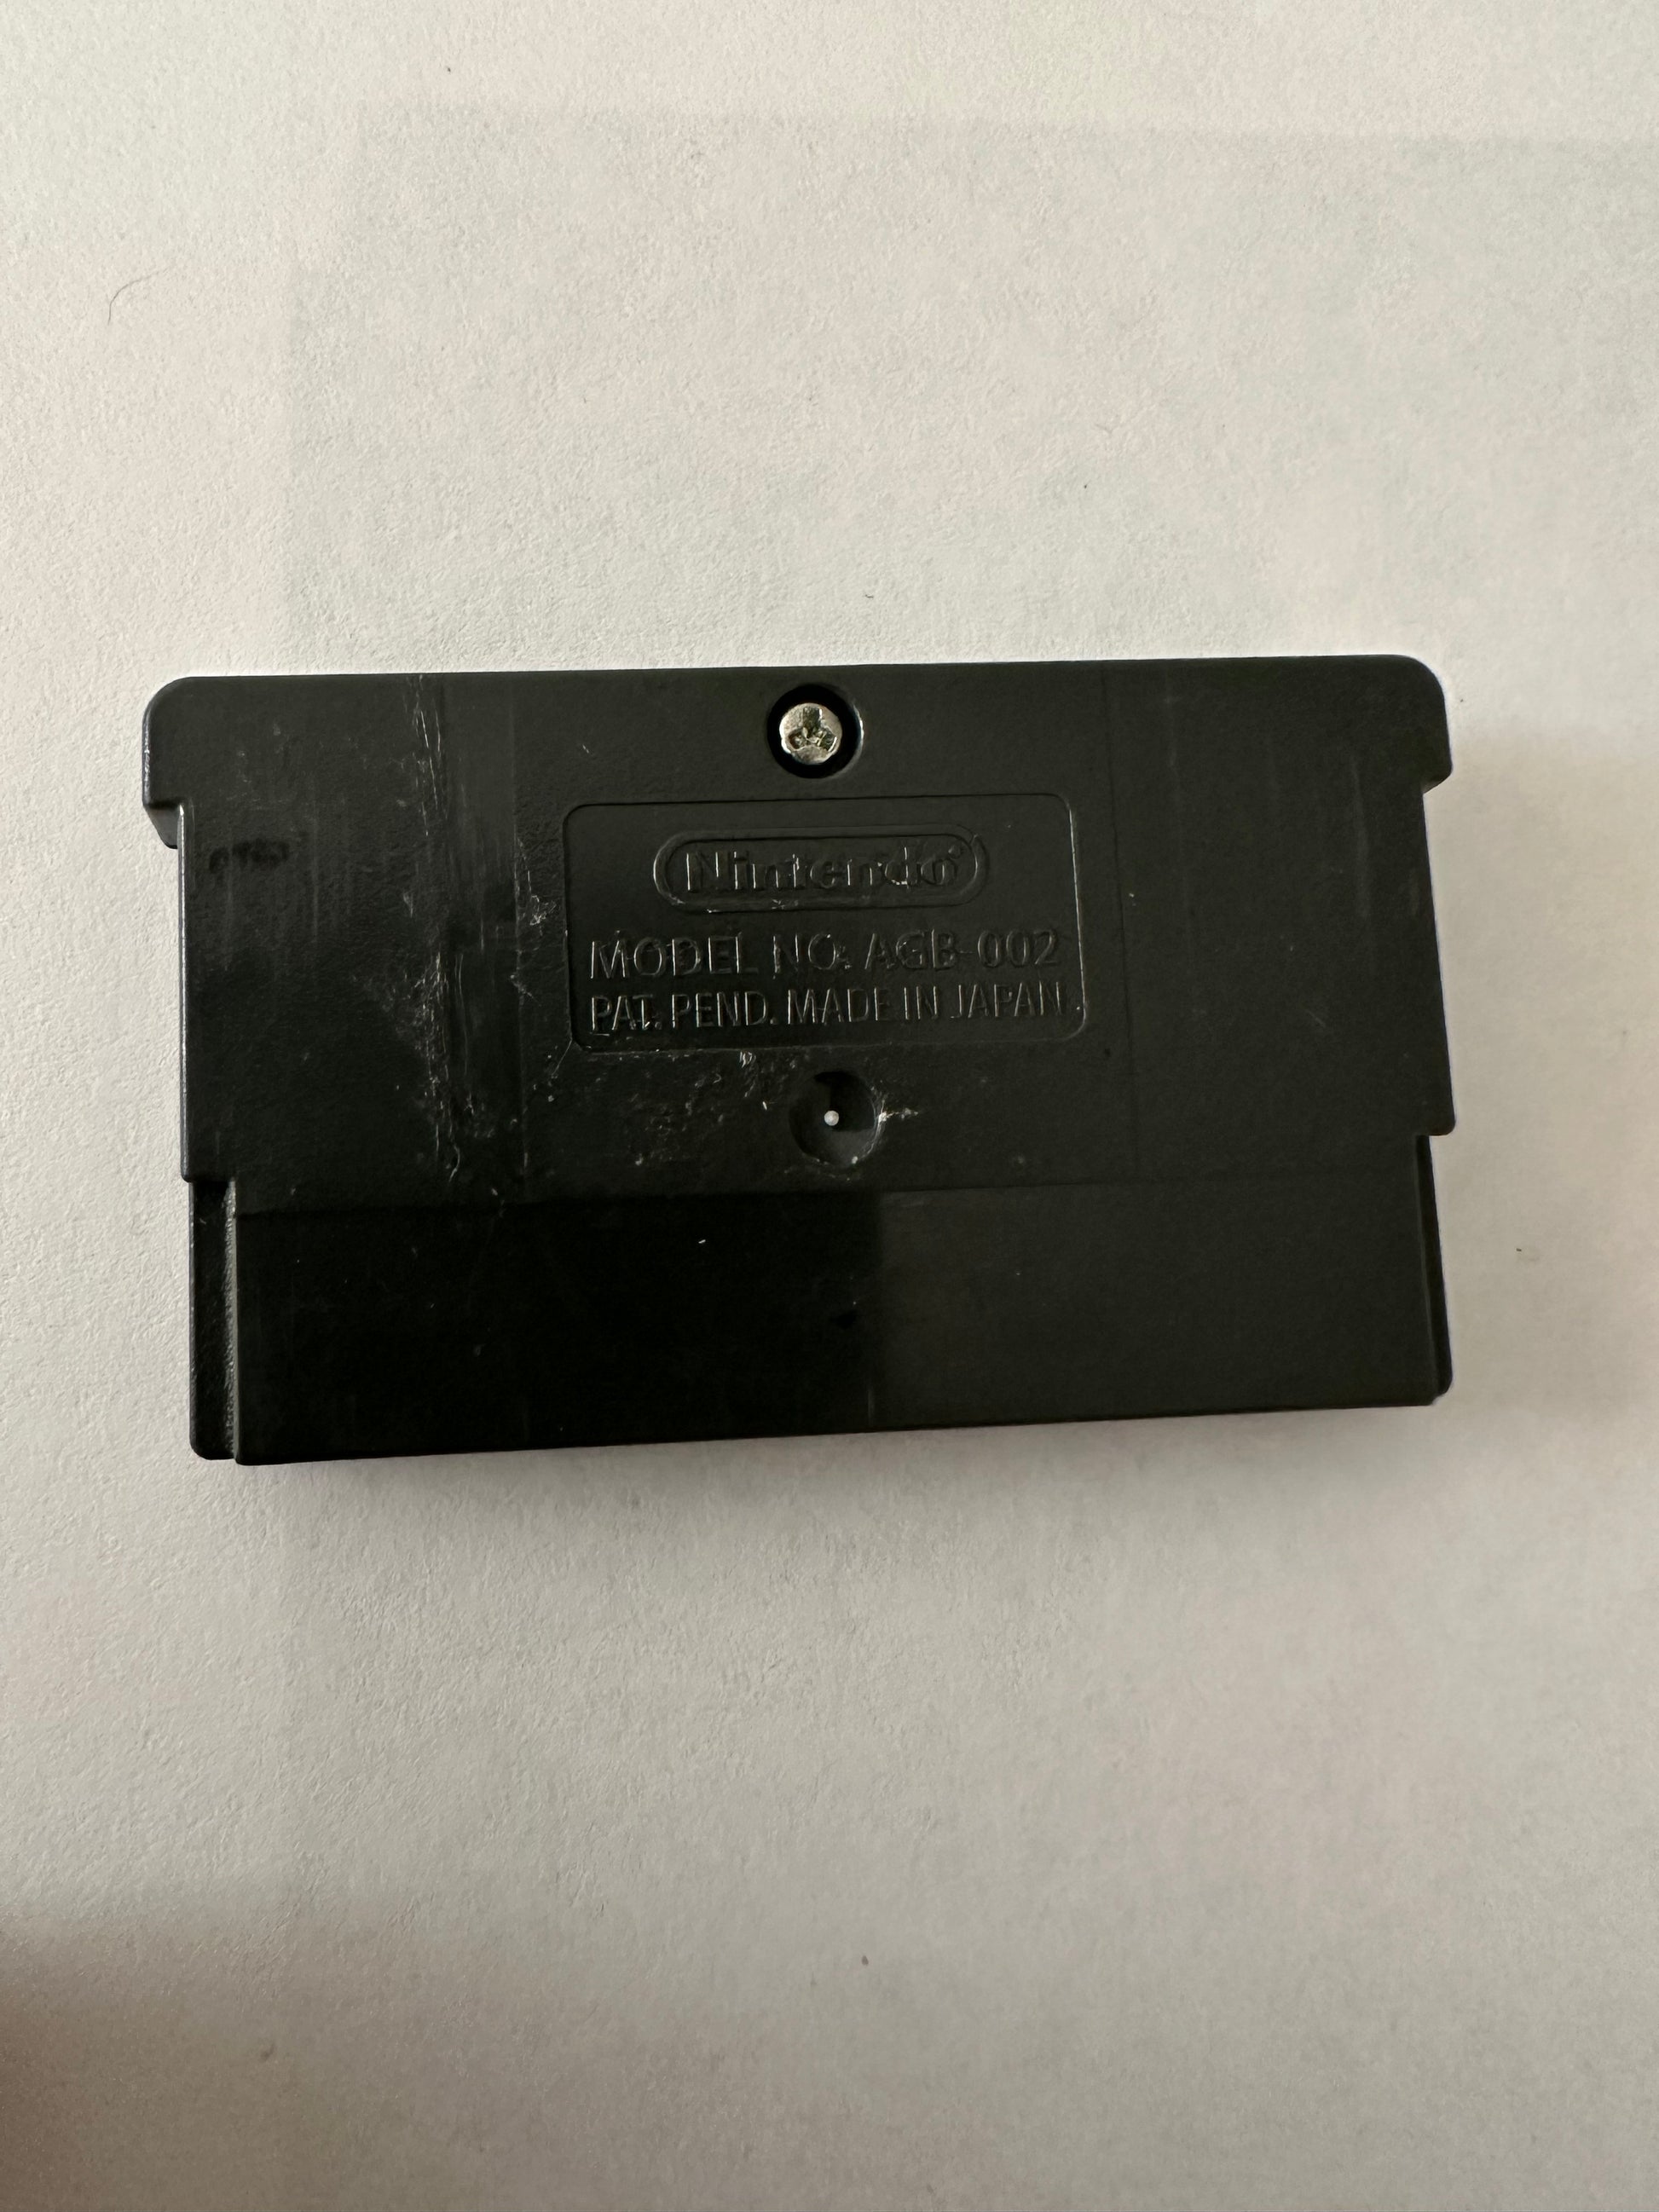 Nintendo®
MODEL NO. AGB-002
PAT. PEND. MADE IN JAPAN